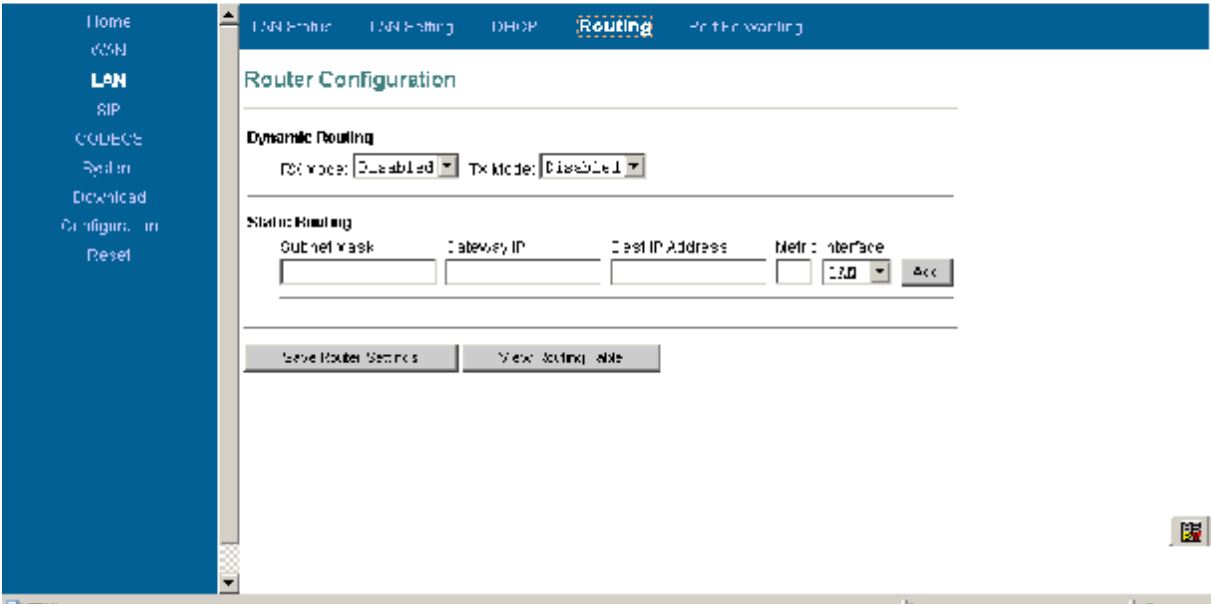 Home
WAN
LAN
SIP
CODECS
System
Download
Configuration
Reset
LAN Status LAN Setting DHCP Routing Port Forwarding
Router Configuration
Dynamic Routing
RX Mode: Disabled TX Mode: Disabled
Static Routing
Subnet Mask Gateway IP Dest IP Address Metric Interface
Add
Save Router Settings View Routing Table